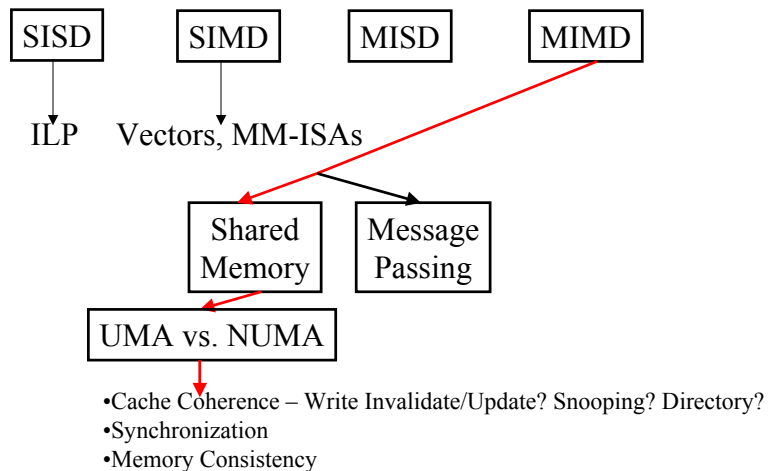 SISD
SIMD
MISD
MIMD
ILP
Vectors, MM-ISAs
Shared
Memory
Message
Passing
UMA vs. NUMA
•Cache Coherence – Write Invalidate/Update? Snooping? Directory?
•Synchronization
•Memory Consistency